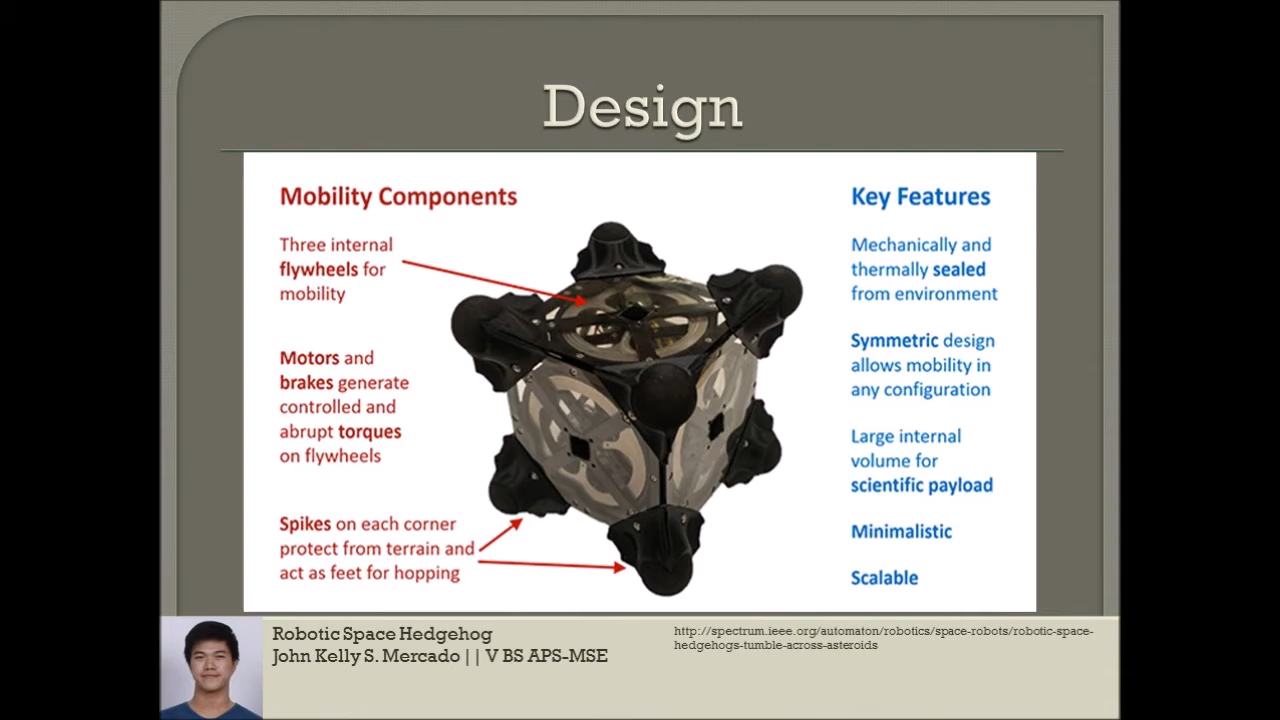 Design
Mobility Components
Three internal
flywheels for
mobility
Motors and
brakes generate
controlled and
abrupt torques
on flywheels
Spikes on each corner
protect from terrain and
act as feet for hopping
Key Features
Mechanically and
thermally sealed
from environment
Symmetric design
allows mobility in
any configuration
Large internal
volume for
scientific payload
Minimalistic
Scalable
Robotic Space Hedgehog
John Kelly S. Mercado || V BS APS-MSE
http://spectrum.ieee.org/automaton/robotics/space-robots/robotic-space-
hedgehogs-tumble-across-asteroids